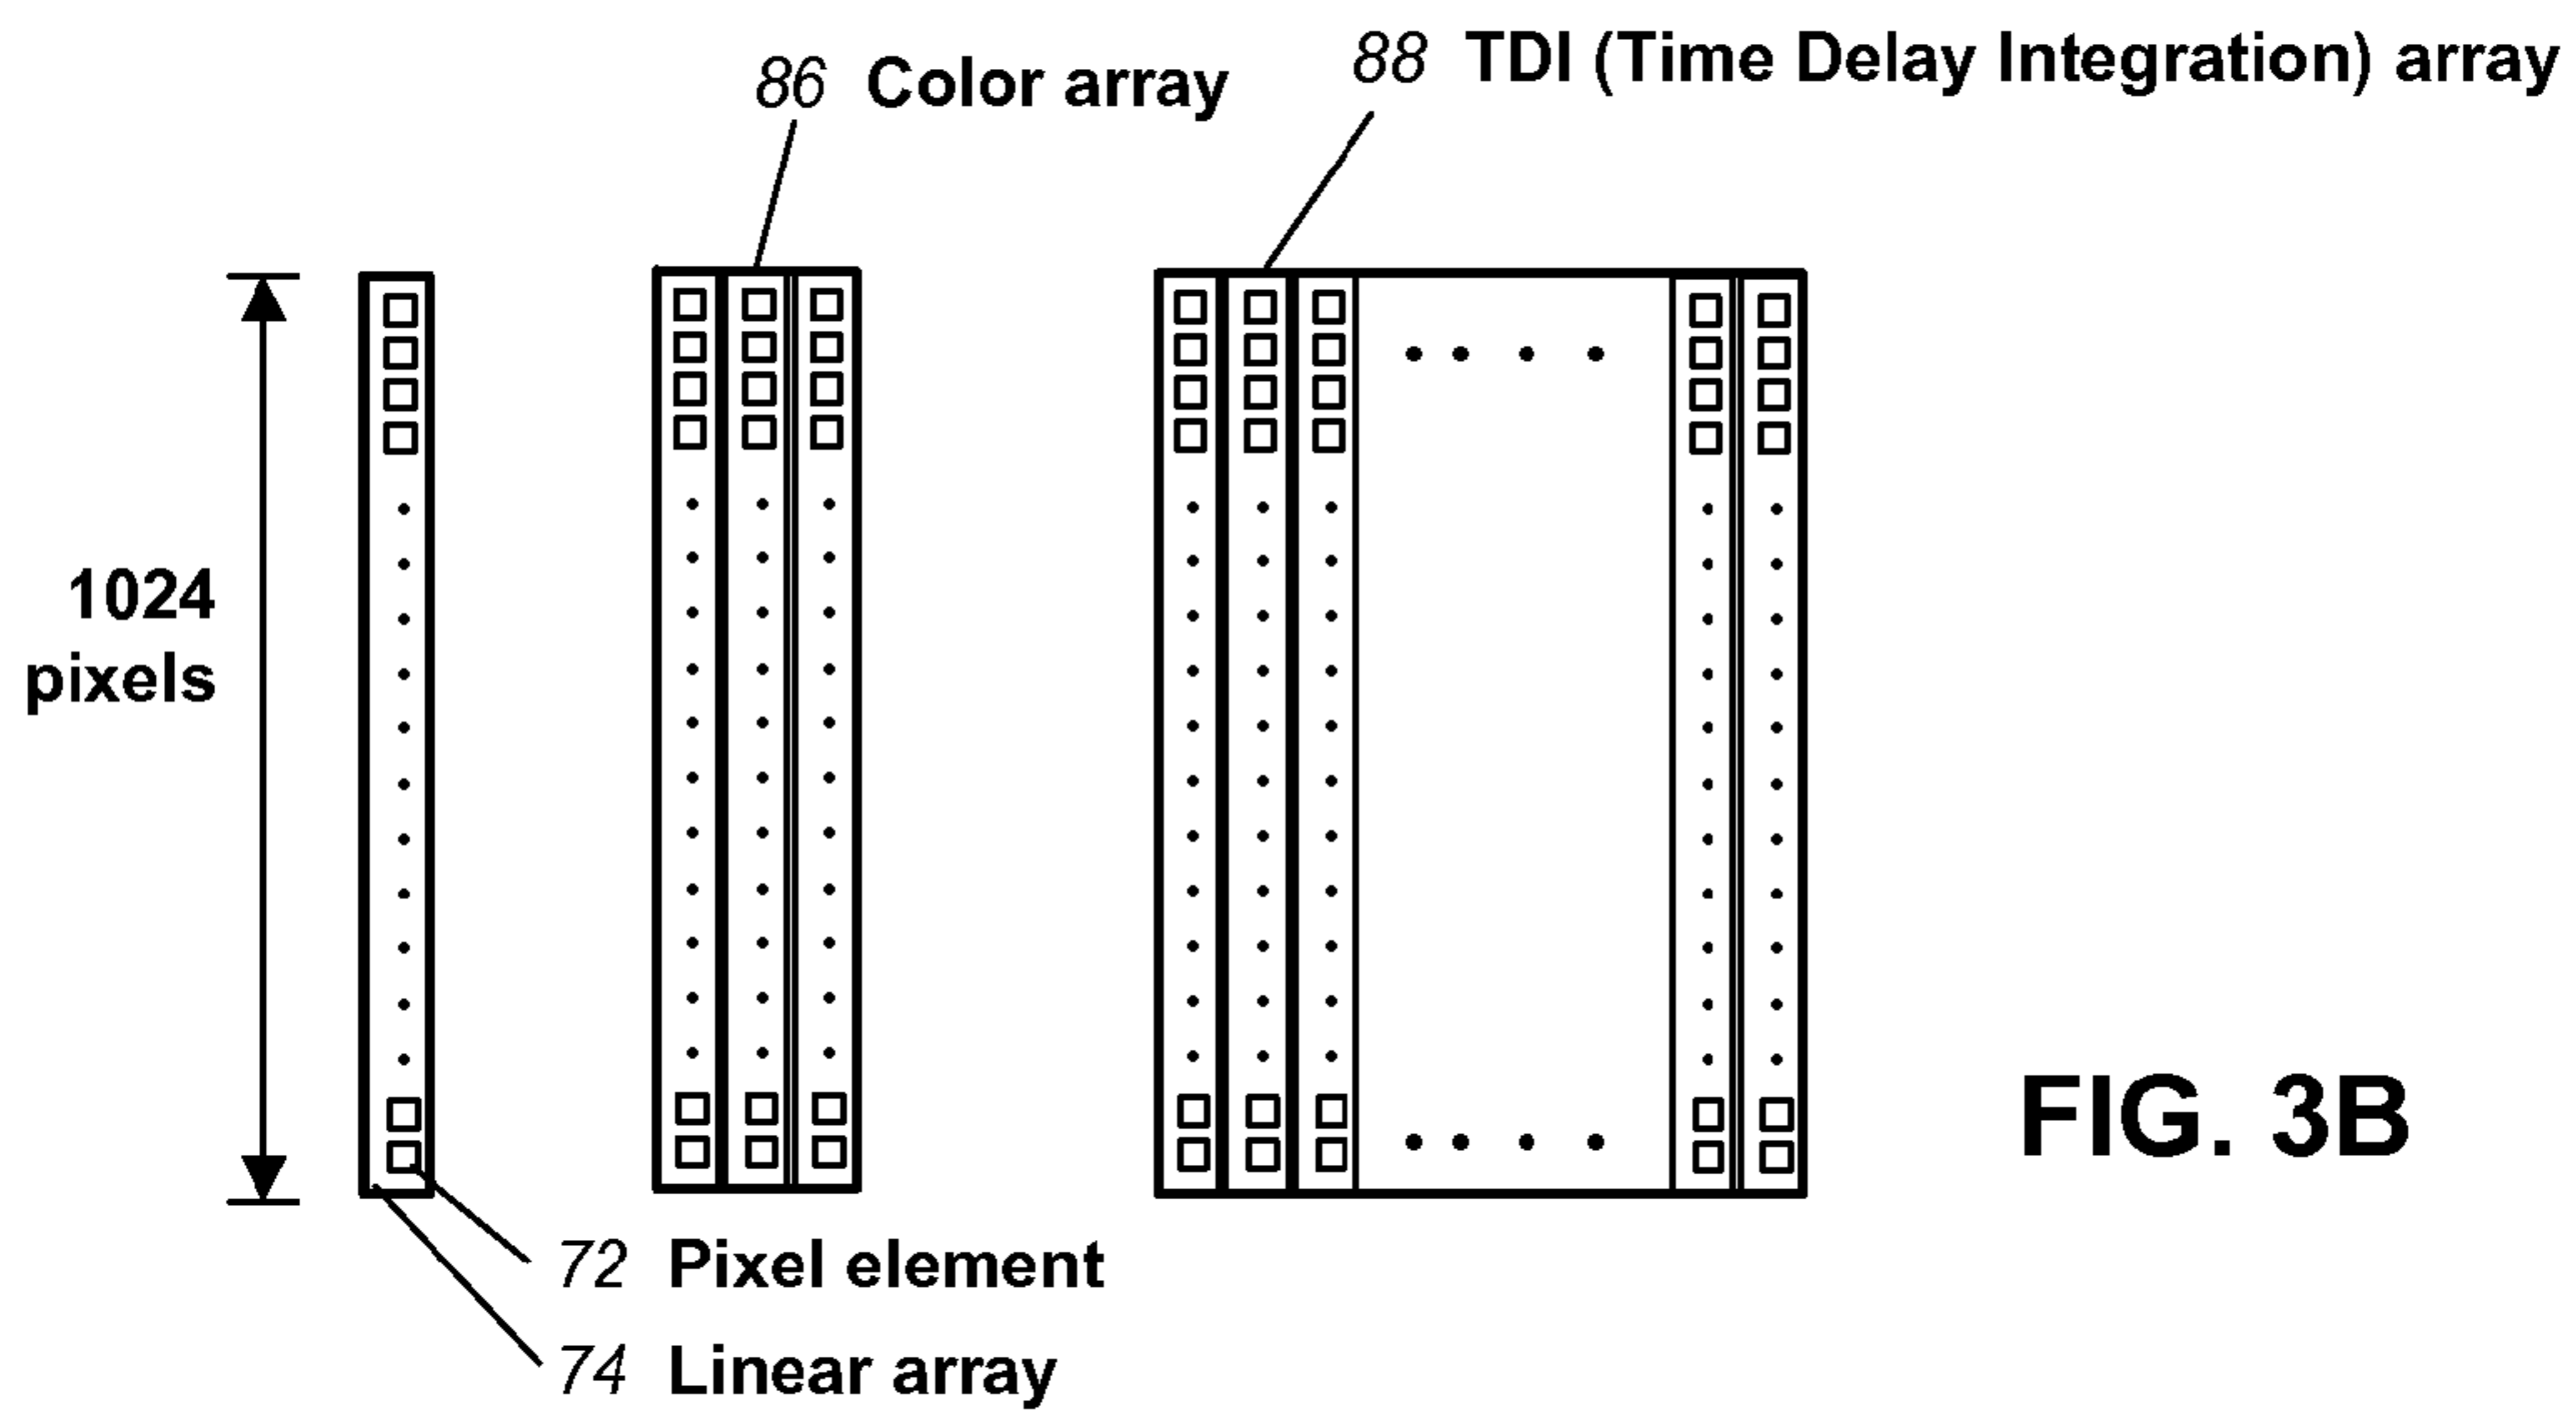 86 Color array
88 TDI (Time Delay Integration) array
1024
pixels
72 Pixel element
74 Linear array
FIG. 3B